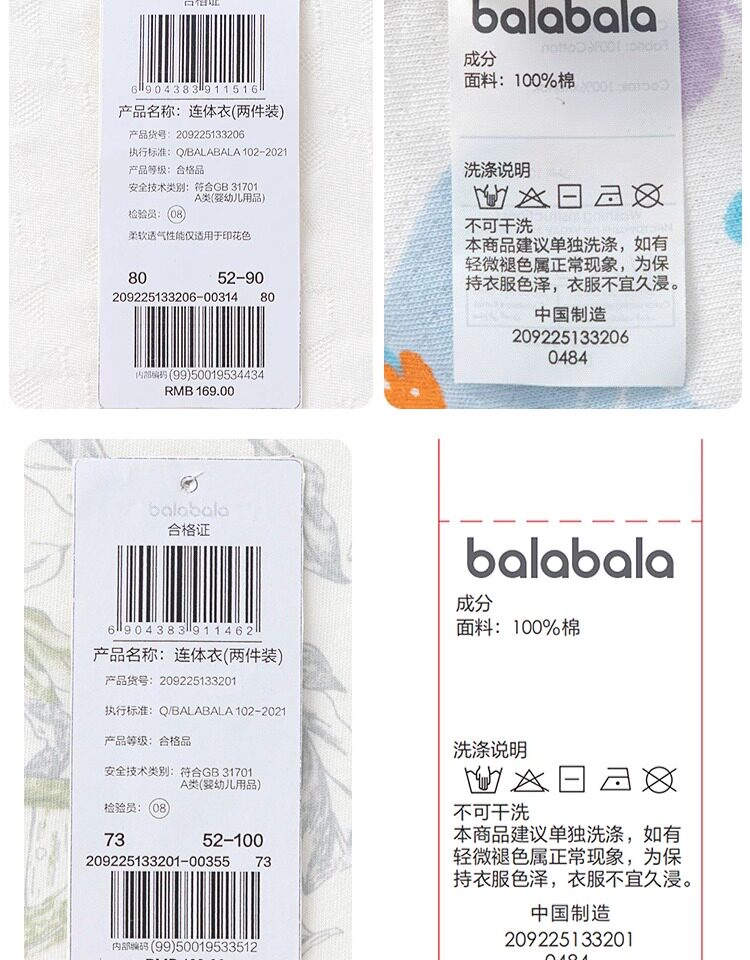 合格证
6 904383 911516
产品名称：连体衣(两件装)
产品货号：209225133206
执行标准：Q/BALABALA 102-2021
产品等级：合格品
安全技术类别：符合GB 31701
A类(婴幼儿用品)
检验员：08
柔软透气性能仅适用于印花色
80 52-90
209225133206-00314 80
内部编码 (99)50019534434
RMB 169.00
balabala
成分
面料：100%棉
洗涤说明
不可干洗
本商品建议单独洗涤，如有
轻微褪色属正常现象，为保
持衣服色泽，衣服不宜久浸。
中国制造
209225133206
0484
balabala
合格证
6 904383 911462
产品名称：连体衣(两件装)
产品货号：209225133201
执行标准：Q/BALABALA 102-2021
产品等级：合格品
安全技术类别：符合GB 31701
A类(婴幼儿用品)
检验员：08
73 52-100
209225133201-00355 73
内部编码 (99)50019533512
balabala
成分
面料：100%棉
洗涤说明
不可干洗
本商品建议单独洗涤，如有
轻微褪色属正常现象，为保
持衣服色泽，衣服不宜久浸。
中国制造
209225133201